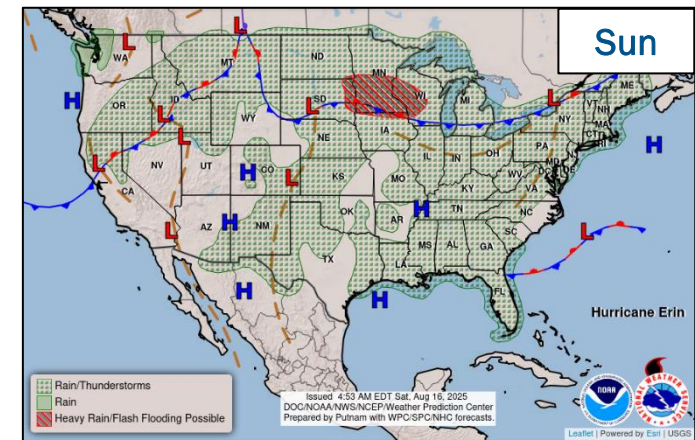 Sun
L
L
WA
MT
ND
MN
ME
H
OR
ID
L
L
SD
WI
MI
L
VT
NH
NY
MA
CT
RI
WY
L
NE
IA
PA
H
L
NV
UT
H
CO
L
KS
IL
IN
OH
MD
DE
NJ
WV
VA
MO
KY
CA
L
AZ
H
NM
OK
AR
H
TN
NC
SC
L
H
TX
LA
MS
AL
GA
H
FL
Hurricane Erin
Rain/Thunderstorms
Rain
Heavy Rain/Flash Flooding Possible
Issued 4:53 AM EDT Sat, Aug 16, 2025
DOC/NOAA/NWS/NCEP/Weather Prediction Center
Prepared by Putnam with WPC/SPC/NHC forecasts.
NOAA
NATIONAL WEATHER SERVICE
Leaflet | Powered by Esri | USGS